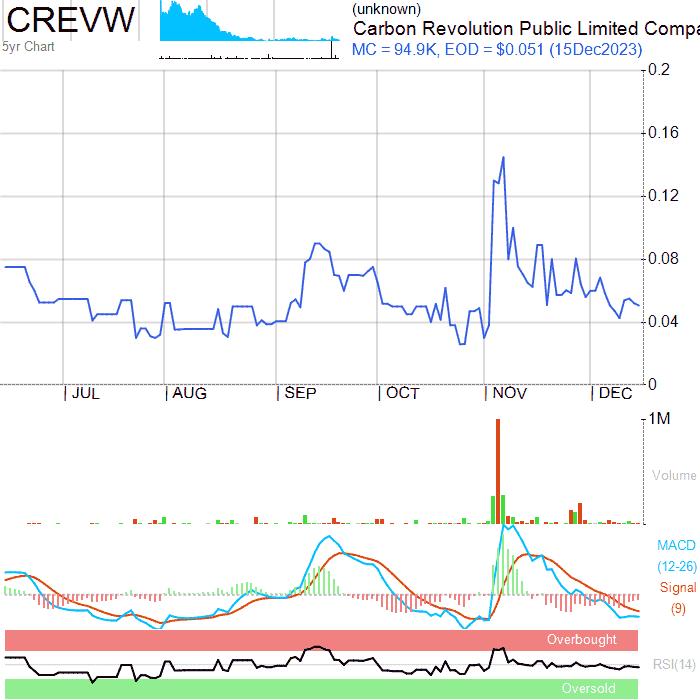 CREVW
5yr Chart
(unknown)
Carbon Revolution Public Limited Compa
MC = 94.9K, EOD = $0.051 (15Dec2023)
0.2
0.16
0.12
0.08
0.04
0
JUL AUG SEP OCT NOV DEC
1M
Volume
MACD
(12-26)
Signal
(9)
Overbought
RSI(14)
Oversold